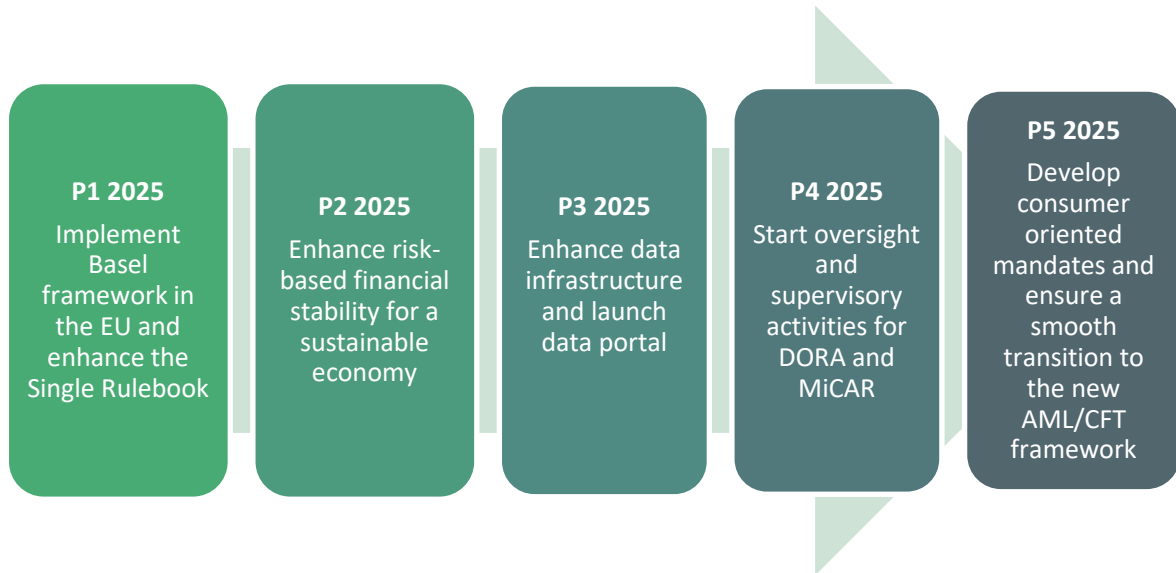 P1 2025
Implement
Basel
framework in
the EU and
enhance the
Single Rulebook
P2 2025
Enhance risk-
based financial
stability for a
sustainable
economy
P3 2025
Enhance data
infrastructure
and launch
data portal
P4 2025
Start oversight
and
supervisory
activities for
DORA and
MiCAR
P5 2025
Develop
consumer
oriented
mandates and
ensure a
smooth
transition to
the new
AML/CFT
framework